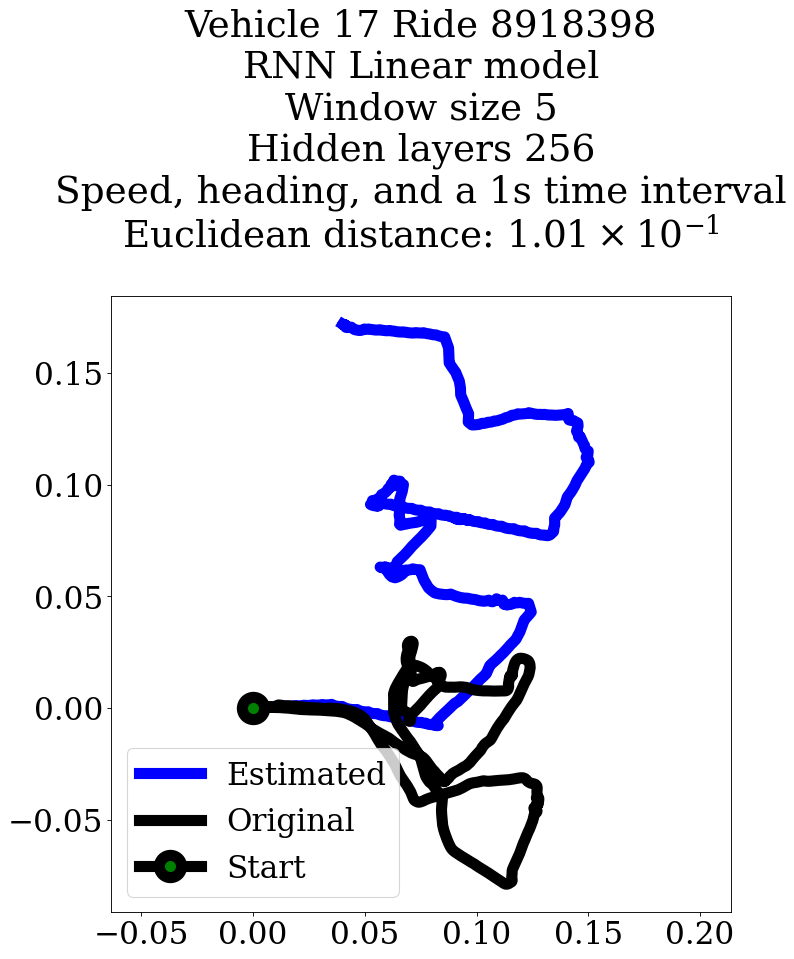 Vehicle 17 Ride 8918398
RNN Linear model
Window size 5
Hidden layers 256
Speed, heading, and a 1s time interval
Euclidean distance: 1.01 × 10⁻¹
0.15
0.10
0.05
0.00
−0.05
Estimated
Original
Start
−0.05 0.00 0.05 0.10 0.15 0.20